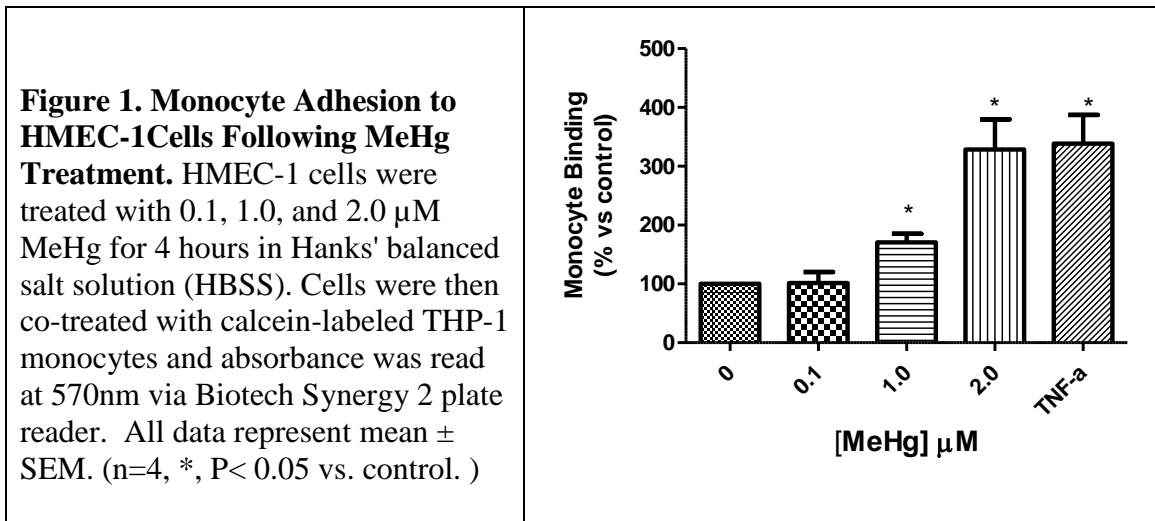 Figure 1. Monocyte Adhesion to
HMEC-1Cells Following MeHg
Treatment. HMEC-1 cells were
treated with 0.1, 1.0, and 2.0 µM
MeHg for 4 hours in Hanks' balanced
salt solution (HBSS). Cells were then
co-treated with calcein-labeled THP-1
monocytes and absorbance was read
at 570nm via Biotech Synergy 2 plate
reader.  All data represent mean ±
SEM. (n=4, *, P< 0.05 vs. control. )
Monocyte Binding
(% vs control)
500
400
300
200
100
0
*
*
*
0
0.1
1.0
2.0
TNF-a
[MeHg] µM